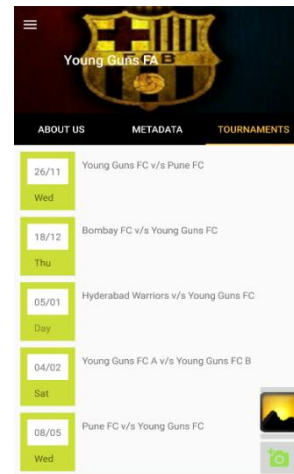 Young Guns FA
ABOUT US
METADATA
TOURNAMENTS
26/11
Wed
Young Guns FC v/s Pune FC
18/12
Thu
Bombay FC v/s Young Guns FC
05/01
Day
Hyderabad Warriors v/s Young Guns FC
04/02
Sat
Young Guns FC A v/s Young Guns FC B
08/05
Wed
Pune FC v/s Young Guns FC